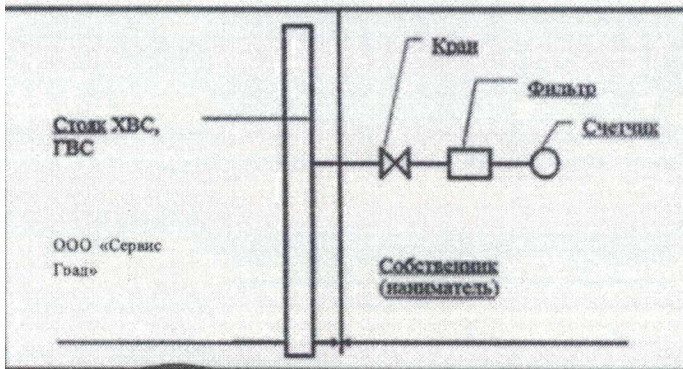 Кран
Фильтр
Счетчик
Стояк ХВС,
ГВС
ООО «Сервис
Град»
Собственник
(наниматель)